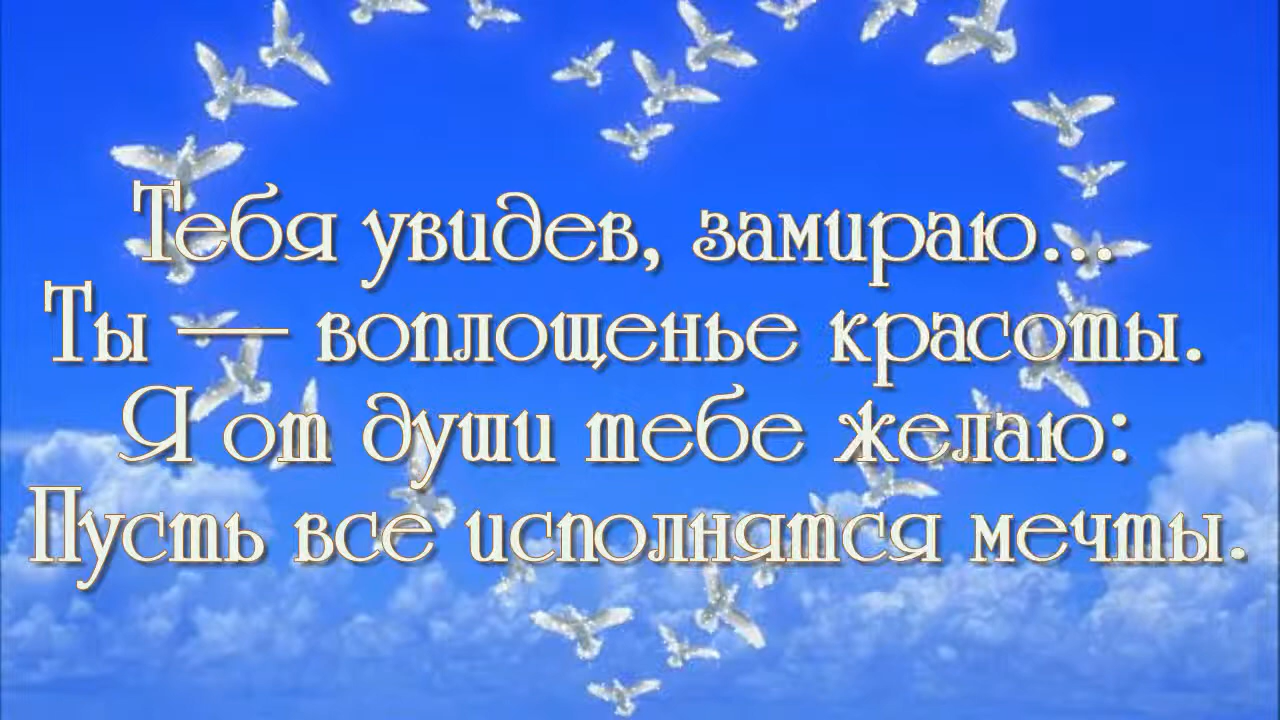 Тебя увидев, замираю...
Ты — воплощенье красоты.
Я от души тебе желаю:
Пусть все исполнятся мечты.